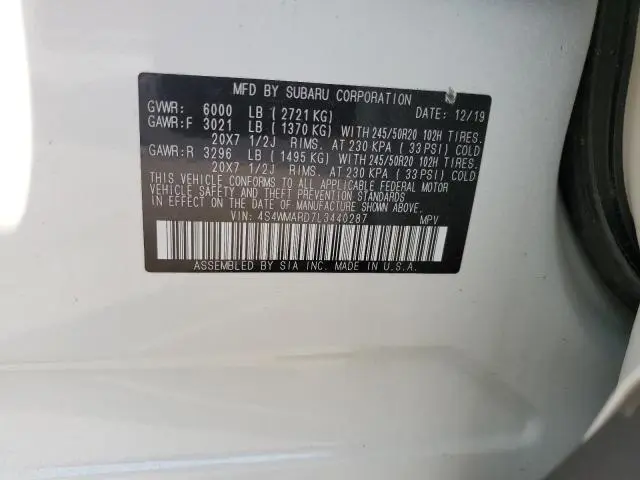 MFD BY SUBARU CORPORATION
GVWR: 6000 LB ( 2721 KG) DATE: 12/19
GAWR:F 3021 LB ( 1370 KG) WITH 245/50R20 102H TIRES.
20X7 1/2J RIMS. AT 230 KPA ( 33 PSI) COLD
GAWR:R 3296 LB ( 1495 KG) WITH 245/50R20 102H TIRES.
20X7 1/2J RIMS. AT 230 KPA ( 33 PSI) COLD
THIS VEHICLE CONFORMS TO ALL APPLICABLE FEDERAL MOTOR
VEHICLE SAFETY AND THEFT PREVENTION STANDARDS
IN EFFECT ON THE DATE OF MANUFACTURE SHOWN ABOVE.
VIN: 4S4WMARD7L3440287 MPV
ASSEMBLED BY SIA INC. MADE IN U.S.A.